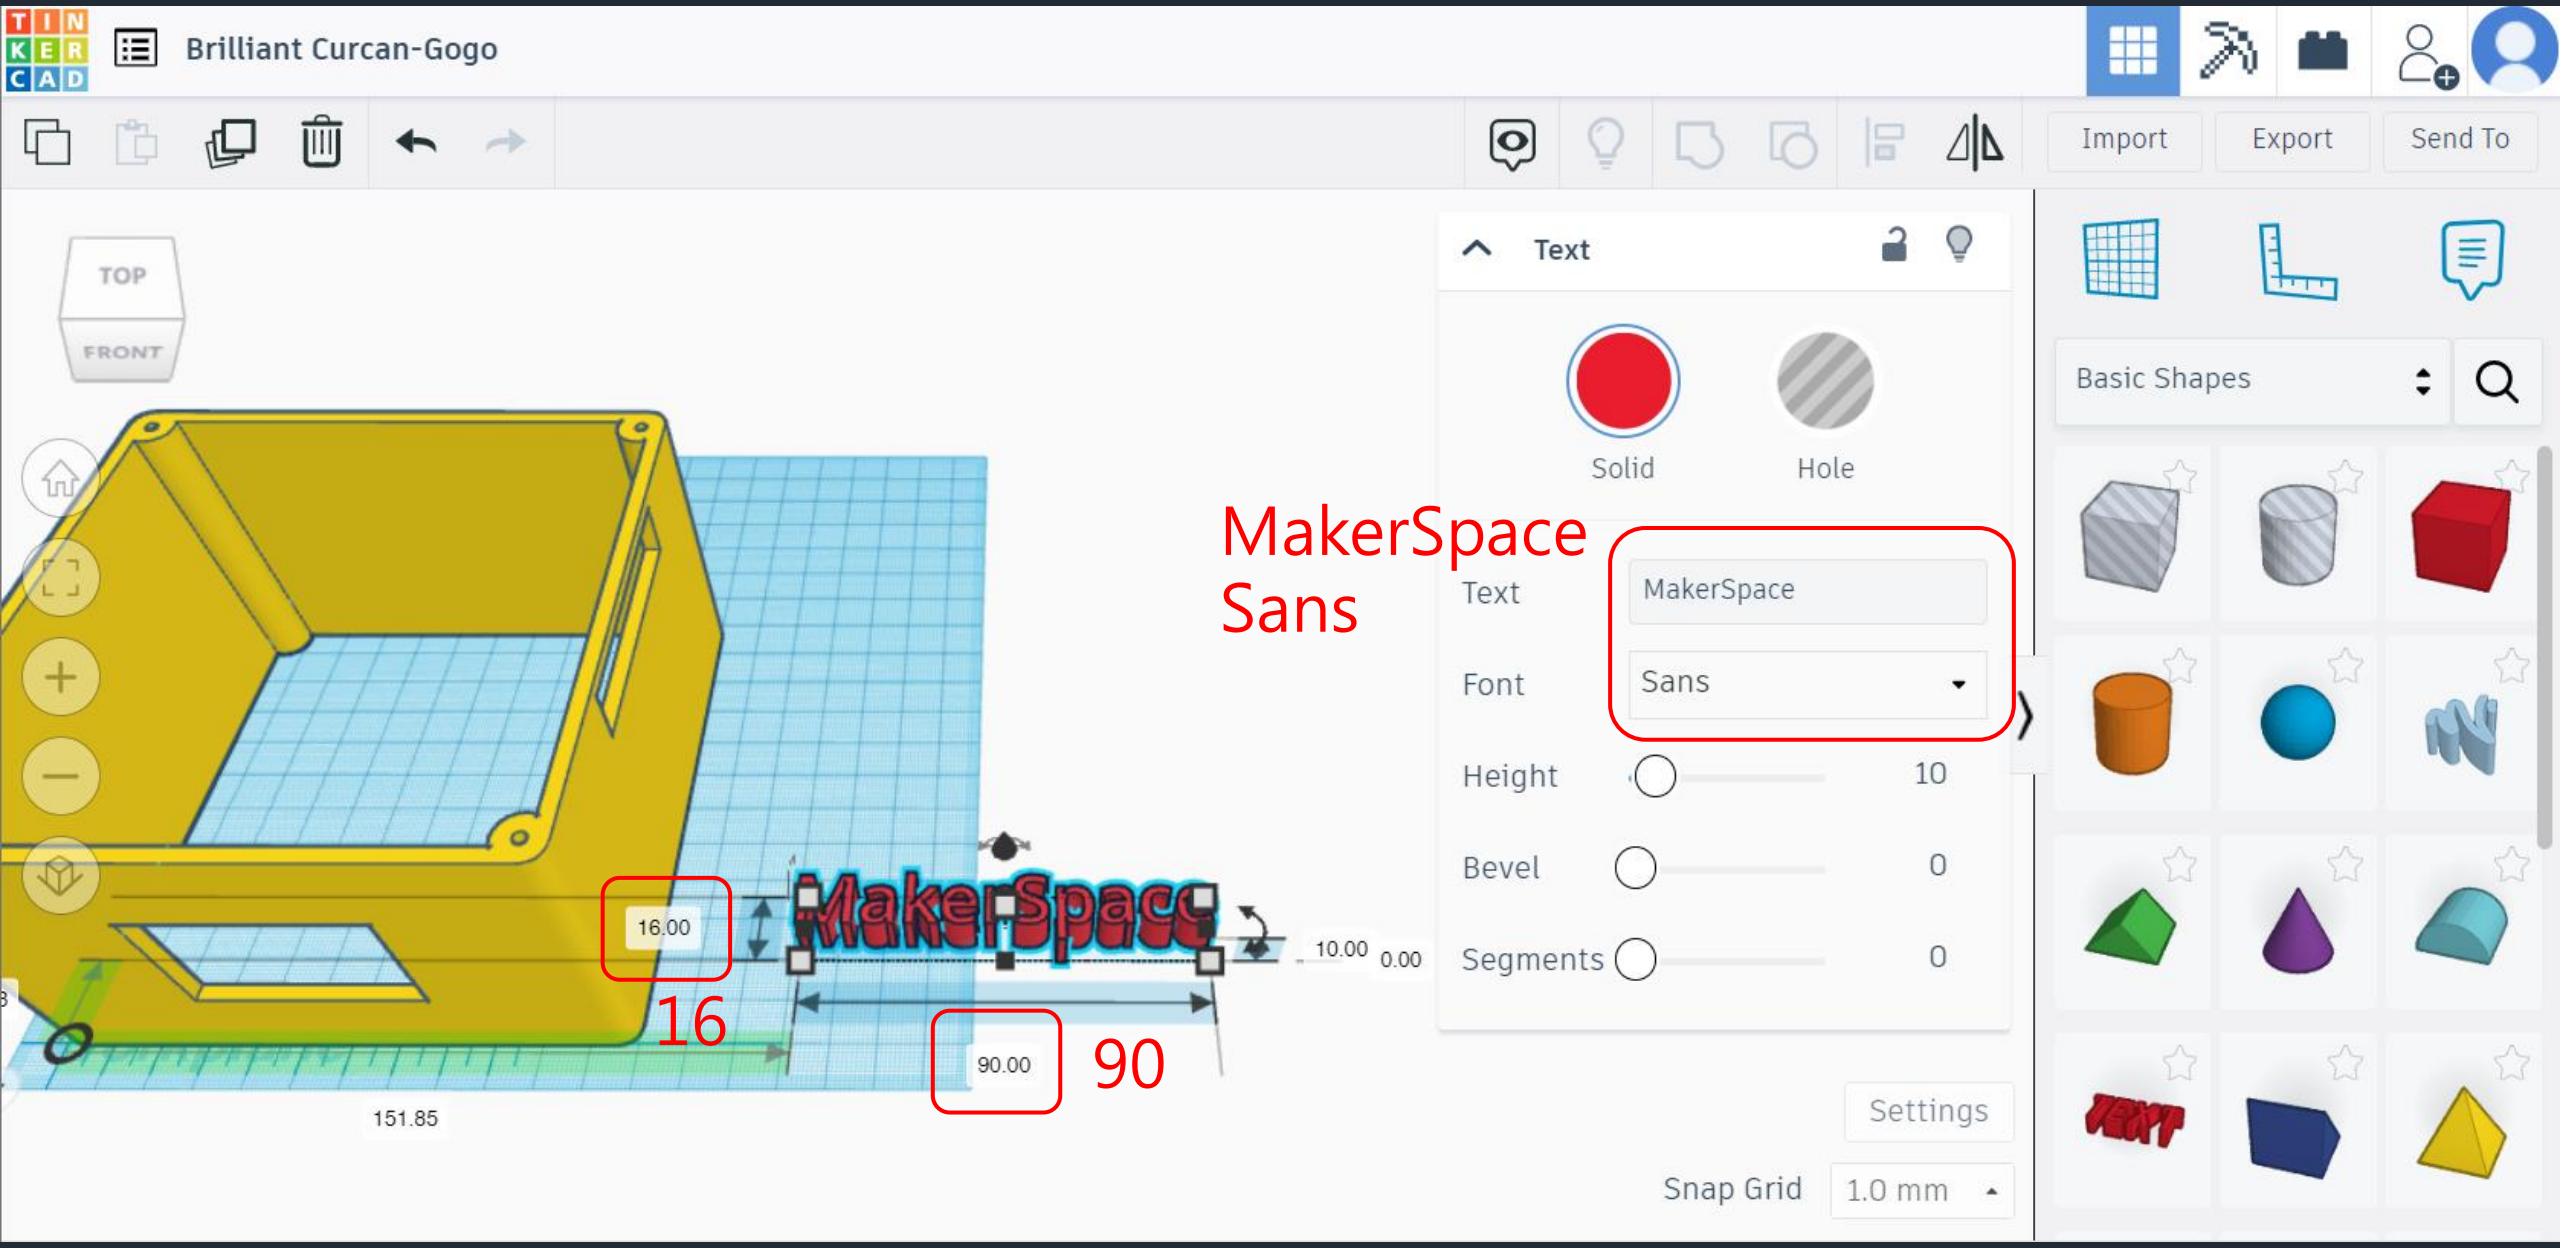 TIN
KER
CAD
Brilliant Curcan-Gogo
Import
Export
Send To
TOP
FRONT
Text
Solid
Hole
MakerSpace
Sans
Text
MakerSpace
Font
Sans
Height
10
Bevel
0
Segments
0
Basic Shapes
MakerSpace
16.00
16
10.00
0.00
90.00
90
151.85
TEXT
Settings
Snap Grid
1.0 mm